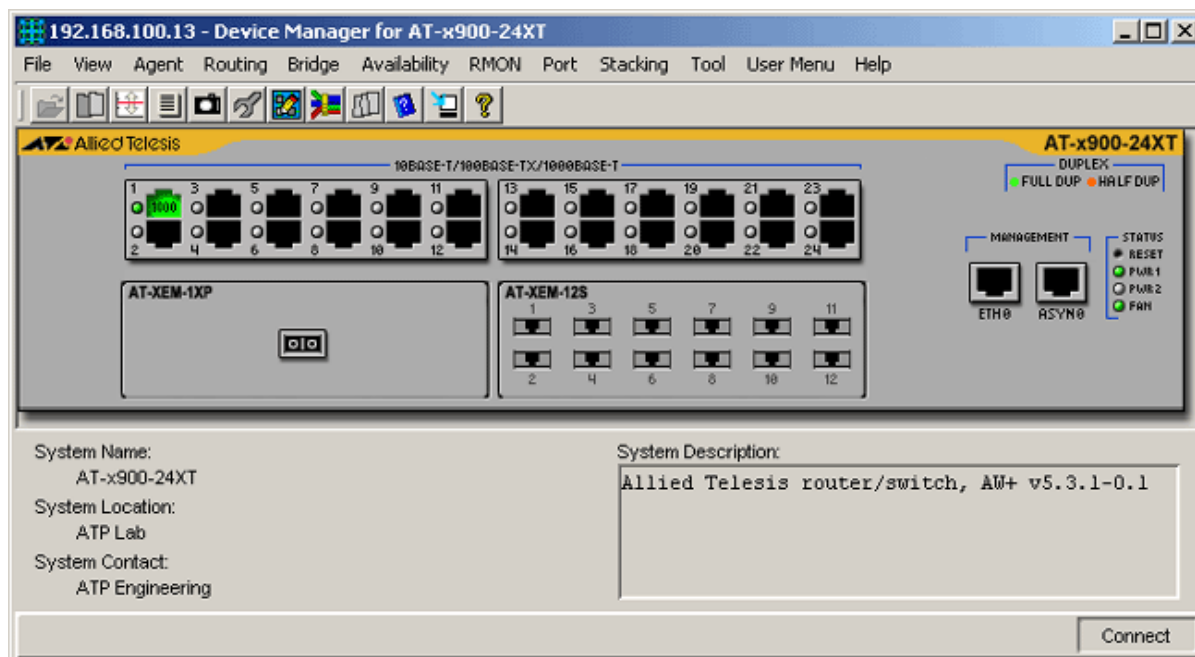 192.168.100.13 - Device Manager for AT-x900-24XT
File View Agent Routing Bridge Availability RMON Port Stacking Tool User Menu Help
Allied Telesis
AT-x900-24XT
10BASE-T/100BASE-TX/1000BASE-T
DUPLEX
FULL DUP HALF DUP
1 3 5 7 9 11 13 15 17 19 21 23
1000
2 4 6 8 10 12 14 16 18 20 22 24
MANAGEMENT
ETH0 ASYN0
STATUS
RESET
PWR1
PWR2
FAN
AT-XEM-1XP
AT-XEM-12S
1 3 5 7 9 11
2 4 6 8 10 12
System Name:
AT-x900-24XT
System Location:
ATP Lab
System Contact:
ATP Engineering
System Description:
Allied Telesis router/switch, AW+ v5.3.1-0.1
Connect